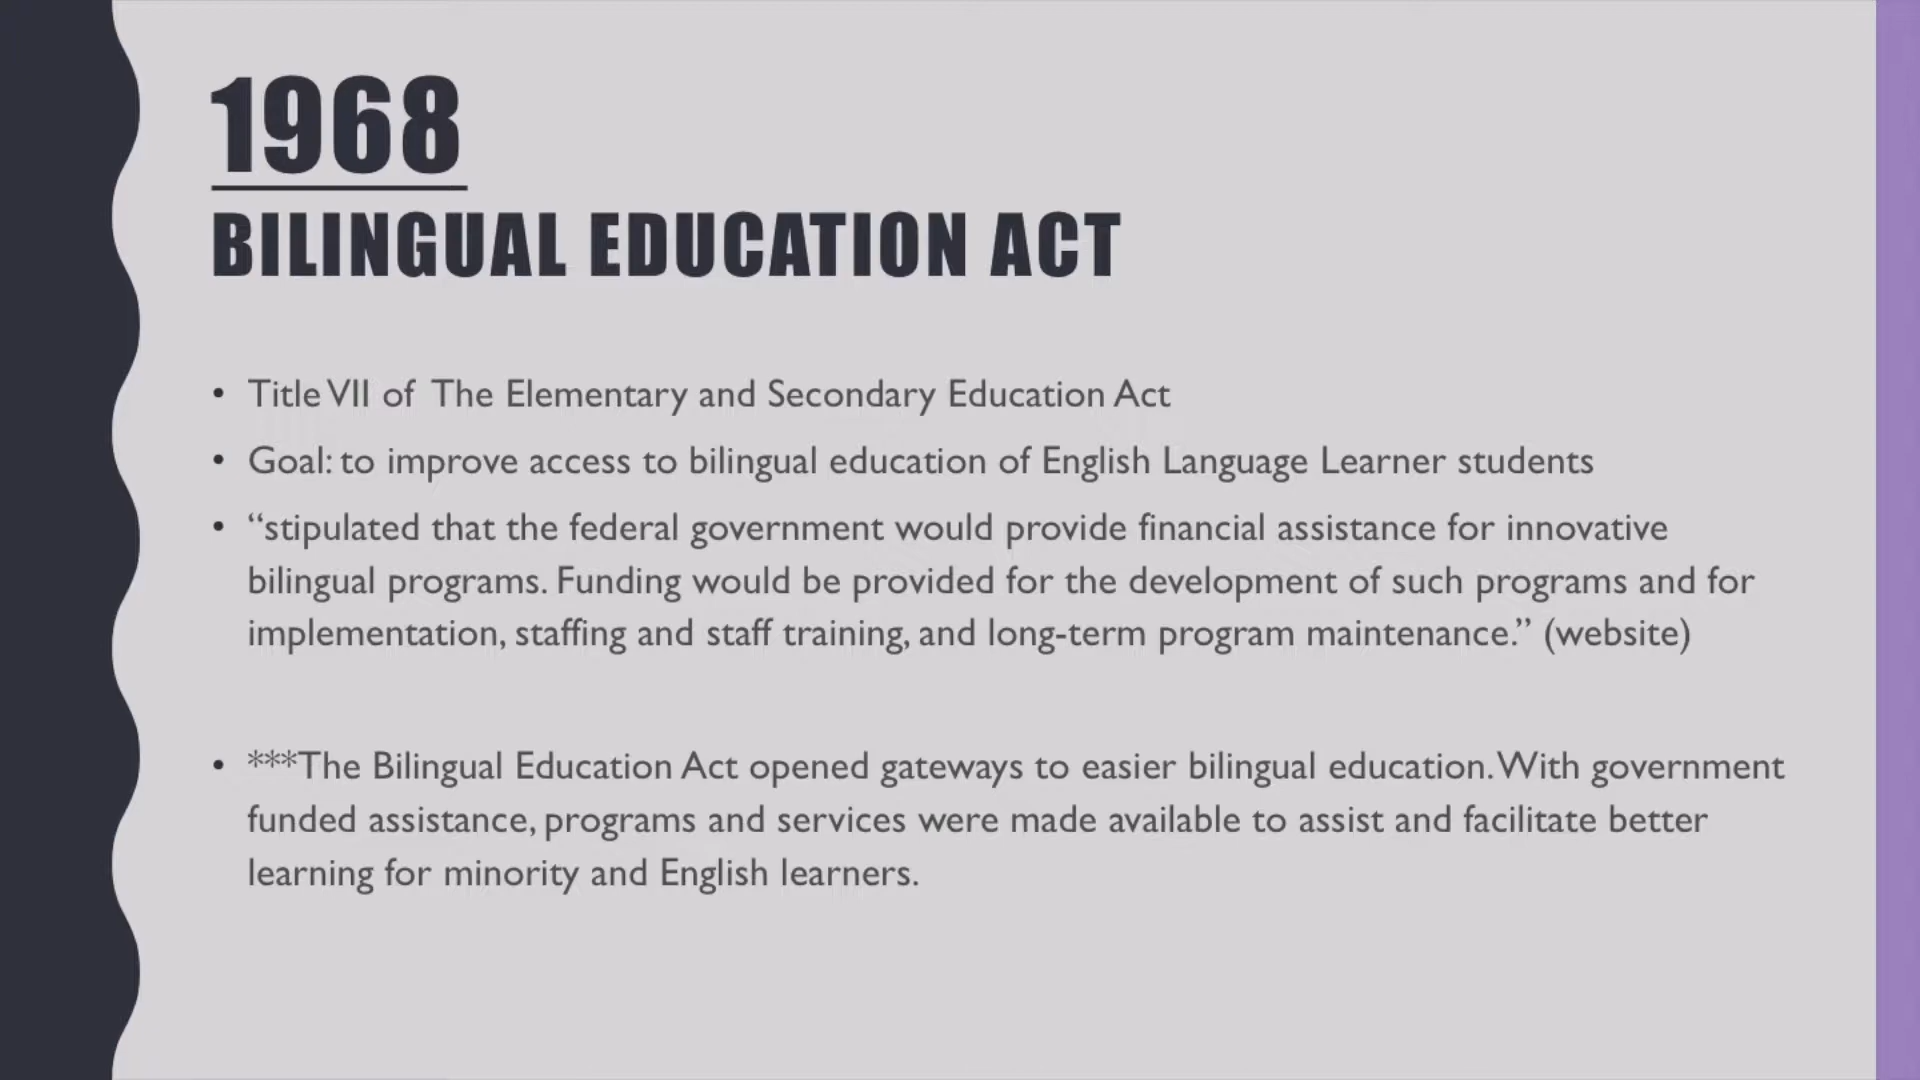 1968
BILINGUAL EDUCATION ACT
• Title VII of The Elementary and Secondary Education Act
• Goal: to improve access to bilingual education of English Language Learner students
• “stipulated that the federal government would provide financial assistance for innovative
bilingual programs. Funding would be provided for the development of such programs and for
implementation, staffing and staff training, and long-term program maintenance.” (website)
• ***The Bilingual Education Act opened gateways to easier bilingual education. With government
funded assistance, programs and services were made available to assist and facilitate better
learning for minority and English learners.